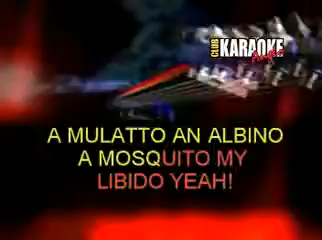 CLUB
KARAOKE
A MULATTO AN ALBINO
A MOSQUITO MY
LIBIDO YEAH!